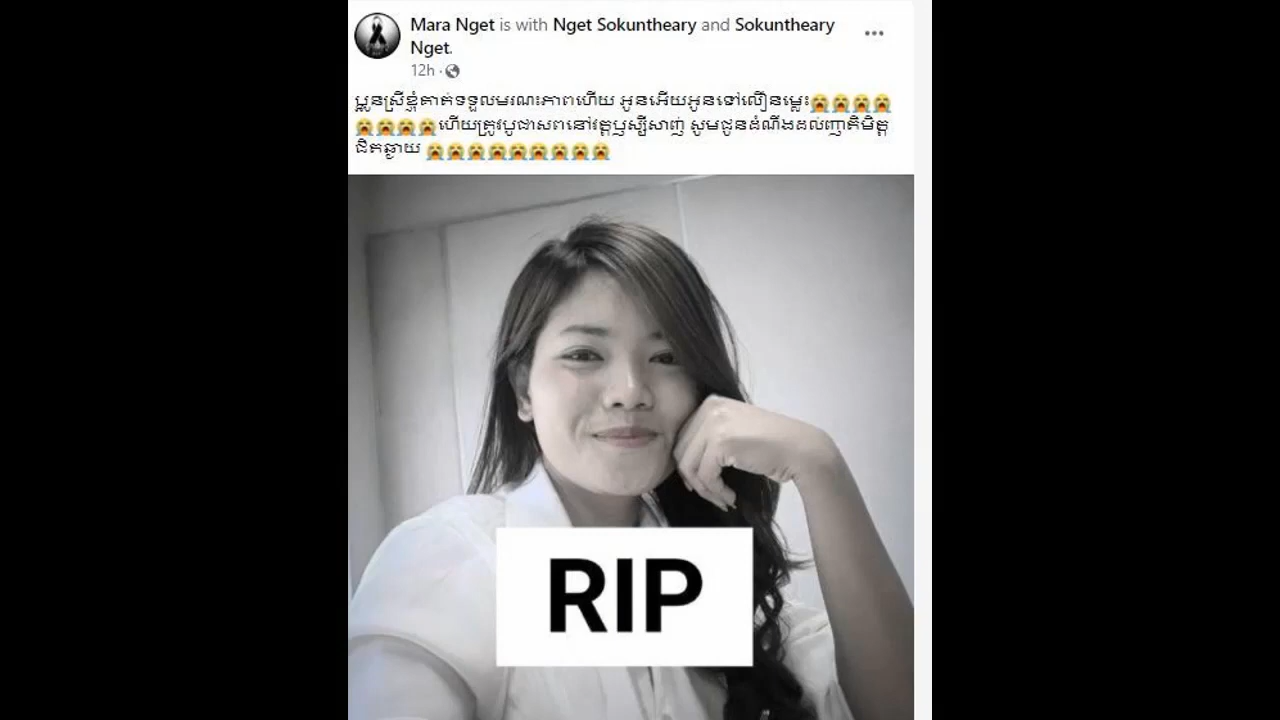 Mara Nget is with Nget Sokuntheary and Sokuntheary
Nget.
12h ·
ប្អូនស្រីខ្ញុំគាត់ទទួលមរណះភាពហើយ អូនអើយអូនទៅលឿនម្លេះ😭😭😭😭
😭😭😭😭ហើយត្រូវបូជាសពនៅវត្តឫស្សីសាញ់ សូមជូនដំណឹងដល់ញាតិមិត្ត
ជិតឆ្ងាយ 😭😭😭😭😭😭😭😭😭
RIP